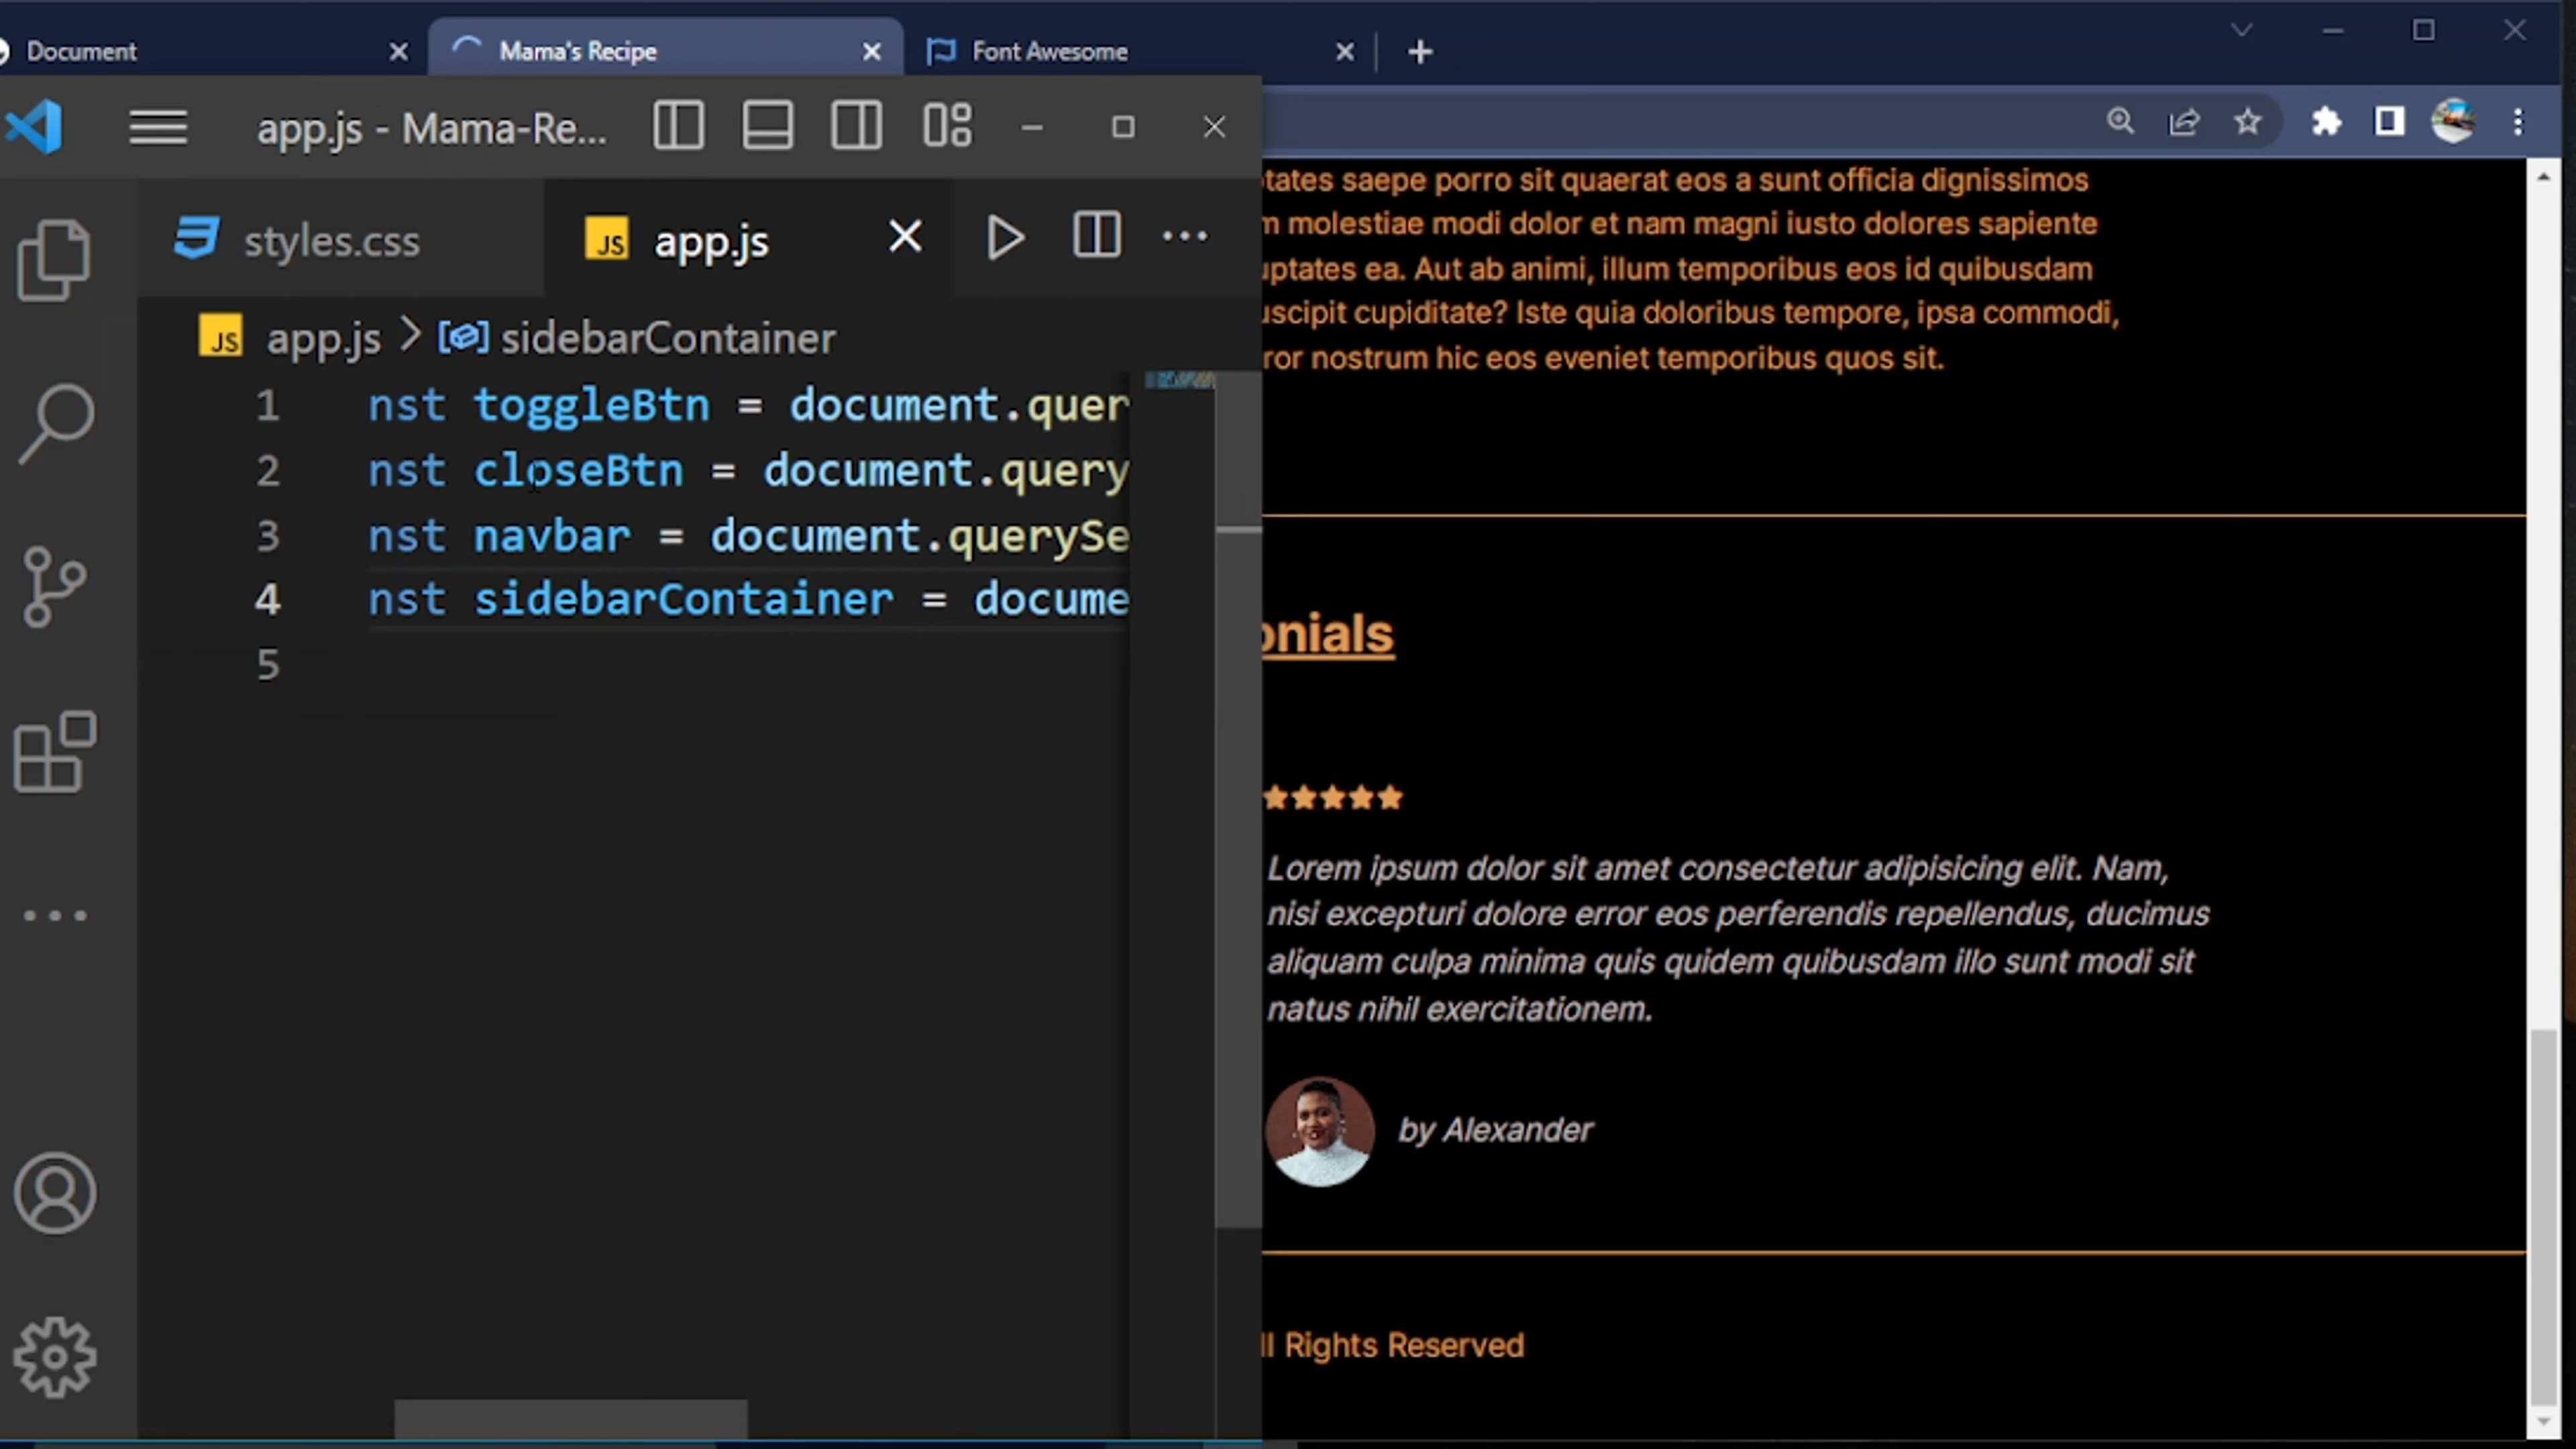 Document
Mama's Recipe
Font Awesome
app.js - Mama-Re...
styles.css
JS app.js
JS app.js > sidebarContainer
1 nst toggleBtn = document.quer
2 nst closeBtn = document.query
3 nst navbar = document.querySe
4 nst sidebarContainer = docume
5
tates saepe porro sit quaerat eos a sunt officia dignissimos
m molestiae modi dolor et nam magni iusto dolores sapiente
uptates ea. Aut ab animi, illum temporibus eos id quibusdam
uscipit cupiditate? Iste quia doloribus tempore, ipsa commodi,
ror nostrum hic eos eveniet temporibus quos sit.
onials
Lorem ipsum dolor sit amet consectetur adipisicing elit. Nam,
nisi excepturi dolore error eos perferendis repellendus, ducimus
aliquam culpa minima quis quidem quibusdam illo sunt modi sit
natus nihil exercitationem.
by Alexander
ll Rights Reserved